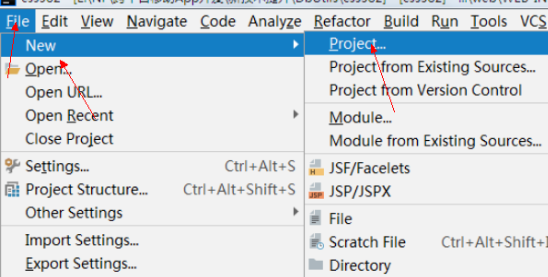 File Edit View Navigate Code Analyze Refactor Build Run Tools VCS
New
Open...
Open URL...
Open Recent
Close Project
Settings... Ctrl+Alt+S
Project Structure... Ctrl+Alt+Shift+S
Other Settings
Import Settings...
Export Settings...
Project...
Project from Existing Sources...
Project from Version Control
Module...
Module from Existing Sources...
JSF/Facelets
JSP/JSPX
File
Scratch File Ctrl+Alt+Shift+I
Directory